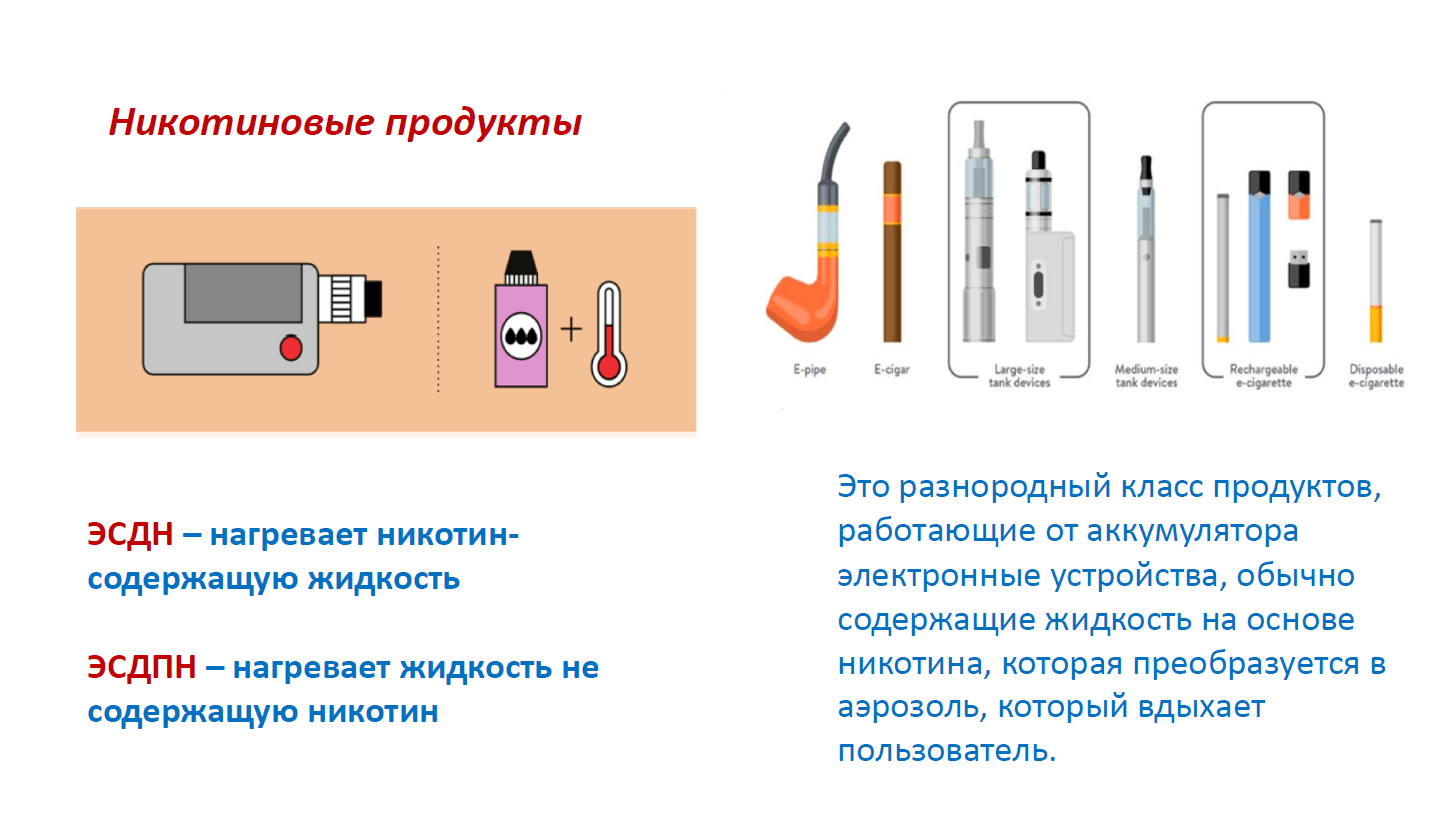 Никотиновые продукты
E-pipe
E-cigar
Large-size
tank devices
Medium-size
tank devices
Rechargeable
e-cigarette
Disposable
e-cigarette
ЭСДН – нагревает никотин-
содержащую жидкость
ЭСДПН – нагревает жидкость не
содержащую никотин
Это разнородный класс продуктов,
работающие от аккумулятора
электронные устройства, обычно
содержащие жидкость на основе
никотина, которая преобразуется в
аэрозоль, который вдыхает
пользователь.